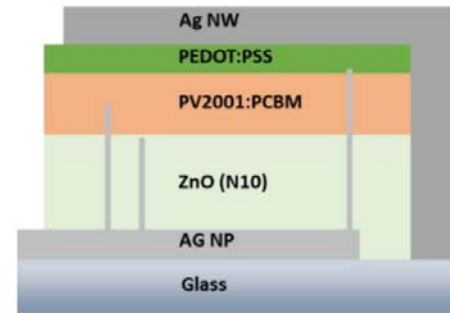 Ag NW
PEDOT:PSS
PV2001:PCBM
ZnO (N10)
AG NP
Glass